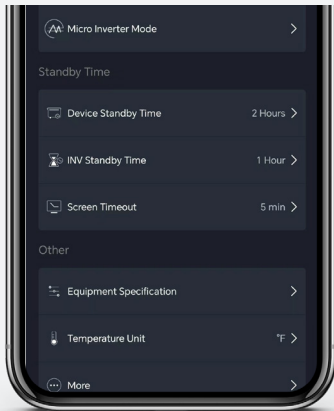 Micro Inverter Mode >
Standby Time
Device Standby Time 2 Hours >
INV Standby Time 1 Hour >
Screen Timeout 5 min >
Other
Equipment Specification >
Temperature Unit °F >
More >